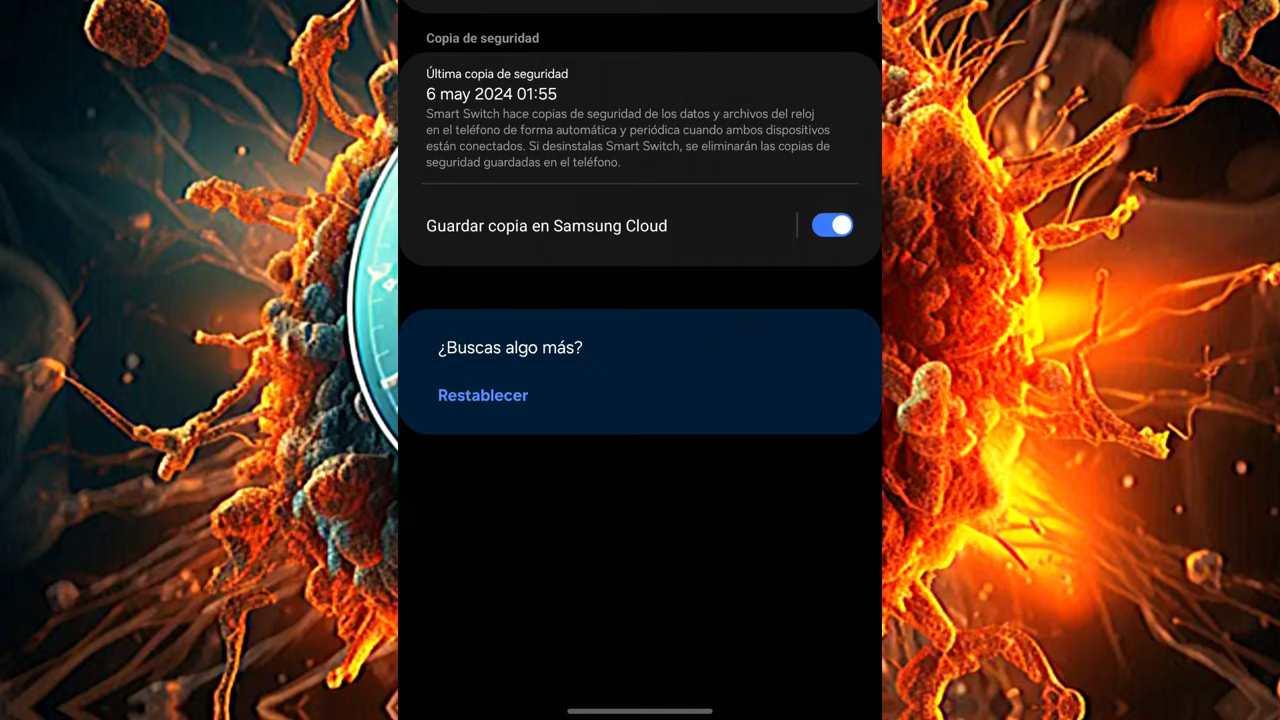 Copia de seguridad
Última copia de seguridad
6 may 2024 01:55
Smart Switch hace copias de seguridad de los datos y archivos del reloj
en el teléfono de forma automática y periódica cuando ambos dispositivos
están conectados. Si desinstalas Smart Switch, se eliminarán las copias de
seguridad guardadas en el teléfono.
Guardar copia en Samsung Cloud
¿Buscas algo más?
Restablecer